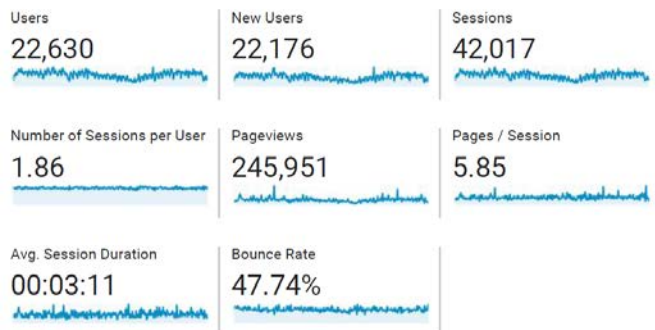 Users
22,630
New Users
22,176
Sessions
42,017
Number of Sessions per User
1.86
Pageviews
245,951
Pages / Session
5.85
Avg. Session Duration
00:03:11
Bounce Rate
47.74%